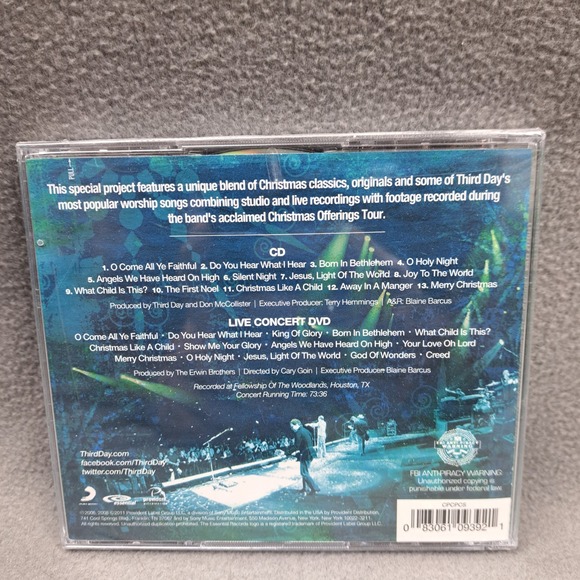 This special project features a unique blend of Christmas classics, originals and some of Third Day's
most popular worship songs combining studio and live recordings with footage recorded during
the band's acclaimed Christmas Offerings Tour.
CD
1. O Come All Ye Faithful 2. Do You Hear What I Hear 3. Born In Bethlehem 4. O Holy Night
5. Angels We Have Heard On High 6. Silent Night 7. Jesus, Light Of The World 8. Joy To The World
9. What Child Is This? 10. The First Noel 11. Christmas Like A Child 12. Away In A Manger 13. Merry Christmas
Produced by Third Day and Don McCollister | Executive Producer: Terry Hemmings | A&R: Blaine Barcus
LIVE CONCERT DVD
O Come All Ye Faithful · Do You Hear What I Hear · King Of Glory · Born In Bethlehem · What Child Is This?
Christmas Like A Child · Show Me Your Glory · Angels We Have Heard On High · Your Love Oh Lord
Merry Christmas · O Holy Night · Jesus, Light Of The World · God Of Wonders · Creed
Produced by The Erwin Brothers | Directed by Cary Goin | Executive Producer: Blaine Barcus
Recorded at Fellowship Of The Woodlands, Houston, TX
Concert Running Time: 73:36
ThirdDay.com
facebook.com/ThirdDay
twitter.com/ThirdDay
FBI ANTI-PIRACY
WARNING
FBI ANTI-PIRACY WARNING:
Unauthorized copying is
punishable under federal law.
provident
0 83061 09392 1